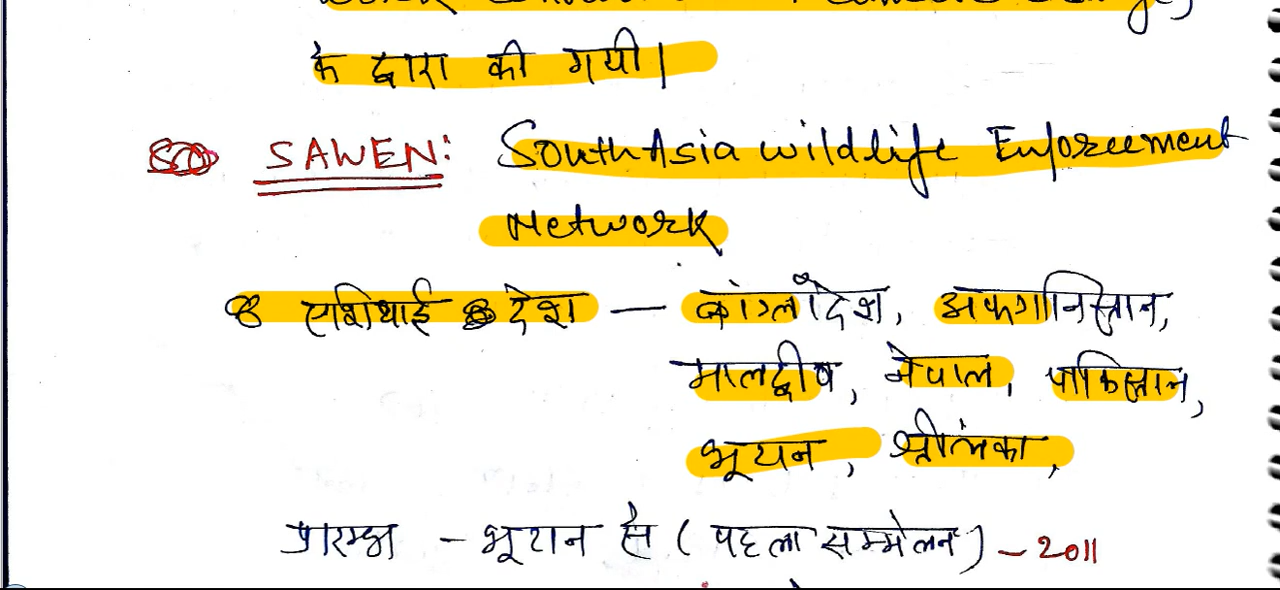 के द्वारा की गयी।
SAWEN: South Asia wildlife Enforcement
Network
8 एशियाई देश — बांग्लादेश, अफगानिस्तान,
मालद्वीप, नेपाल, पाकिस्तान,
भूटान, श्रीलंका,
प्रारम्भ - भूटान से (पहला सम्मेलन) - 2011